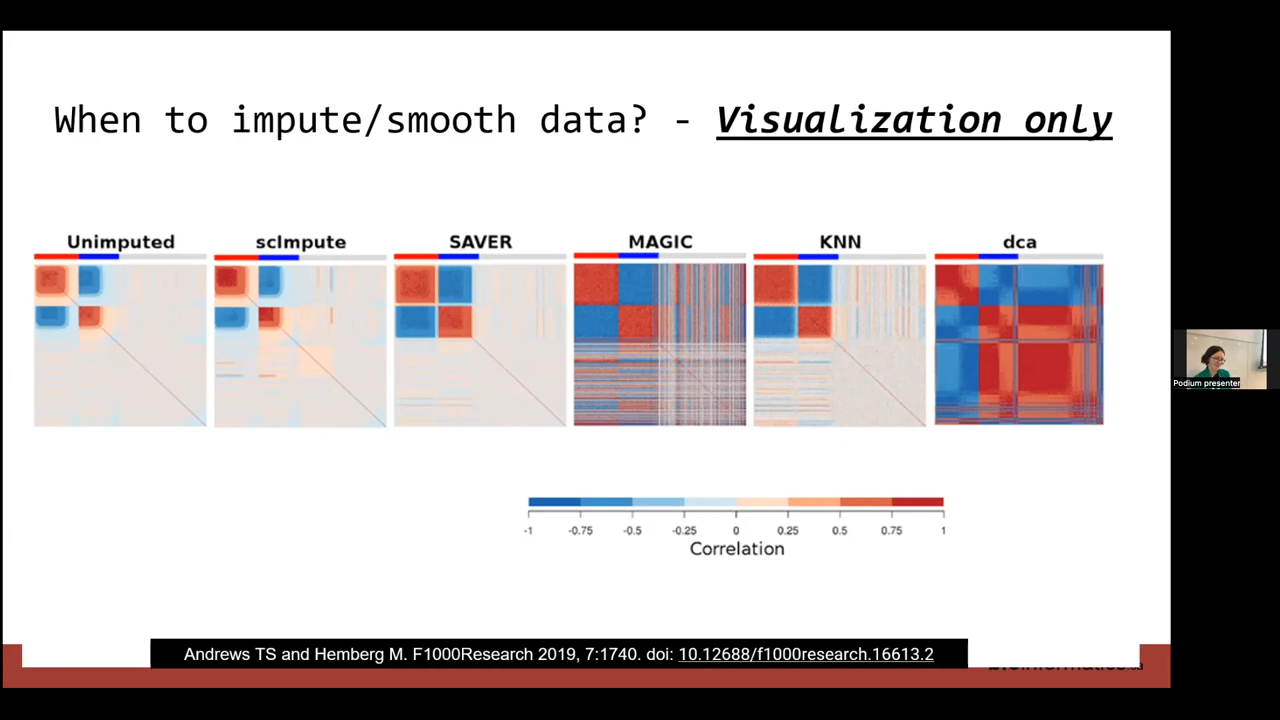 When to impute/smooth data? - Visualization only
Unimputed scImpute SAVER MAGIC KNN dca
-1 -0.75 -0.5 -0.25 0 0.25 0.5 0.75 1
Correlation
Podium presenter
Andrews TS and Hemberg M. F1000Research 2019, 7:1740. doi: 10.12688/f1000research.16613.2